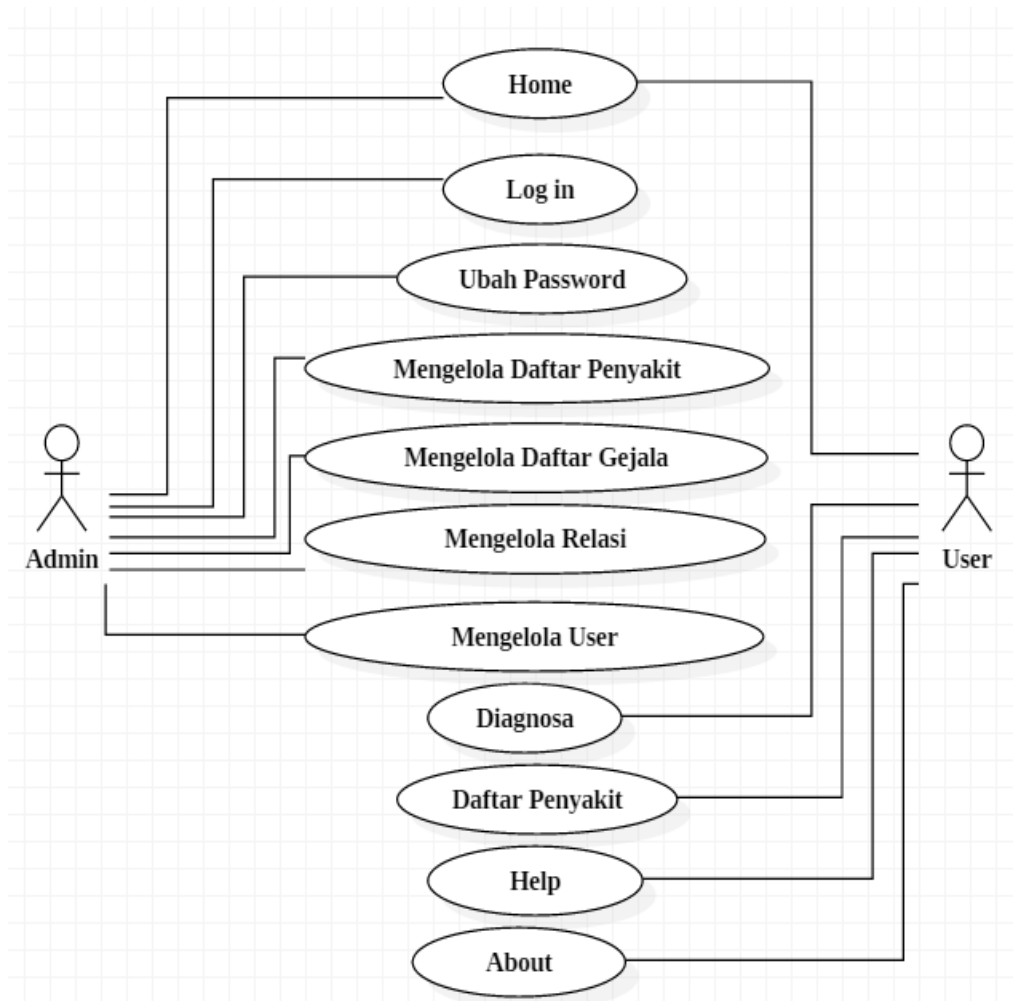 Home
Log in
Ubah Password
Mengelola Daftar Penyakit
Mengelola Daftar Gejala
Mengelola Relasi
Admin
User
Mengelola User
Diagnosa
Daftar Penyakit
Help
About